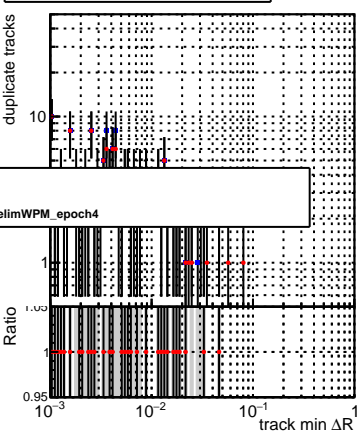 duplicate tracks
10
elimWPM_epoch4
1
1.05
Ratio
1
0.95
10⁻³ 10⁻² 10⁻¹ 1
track min ΔR